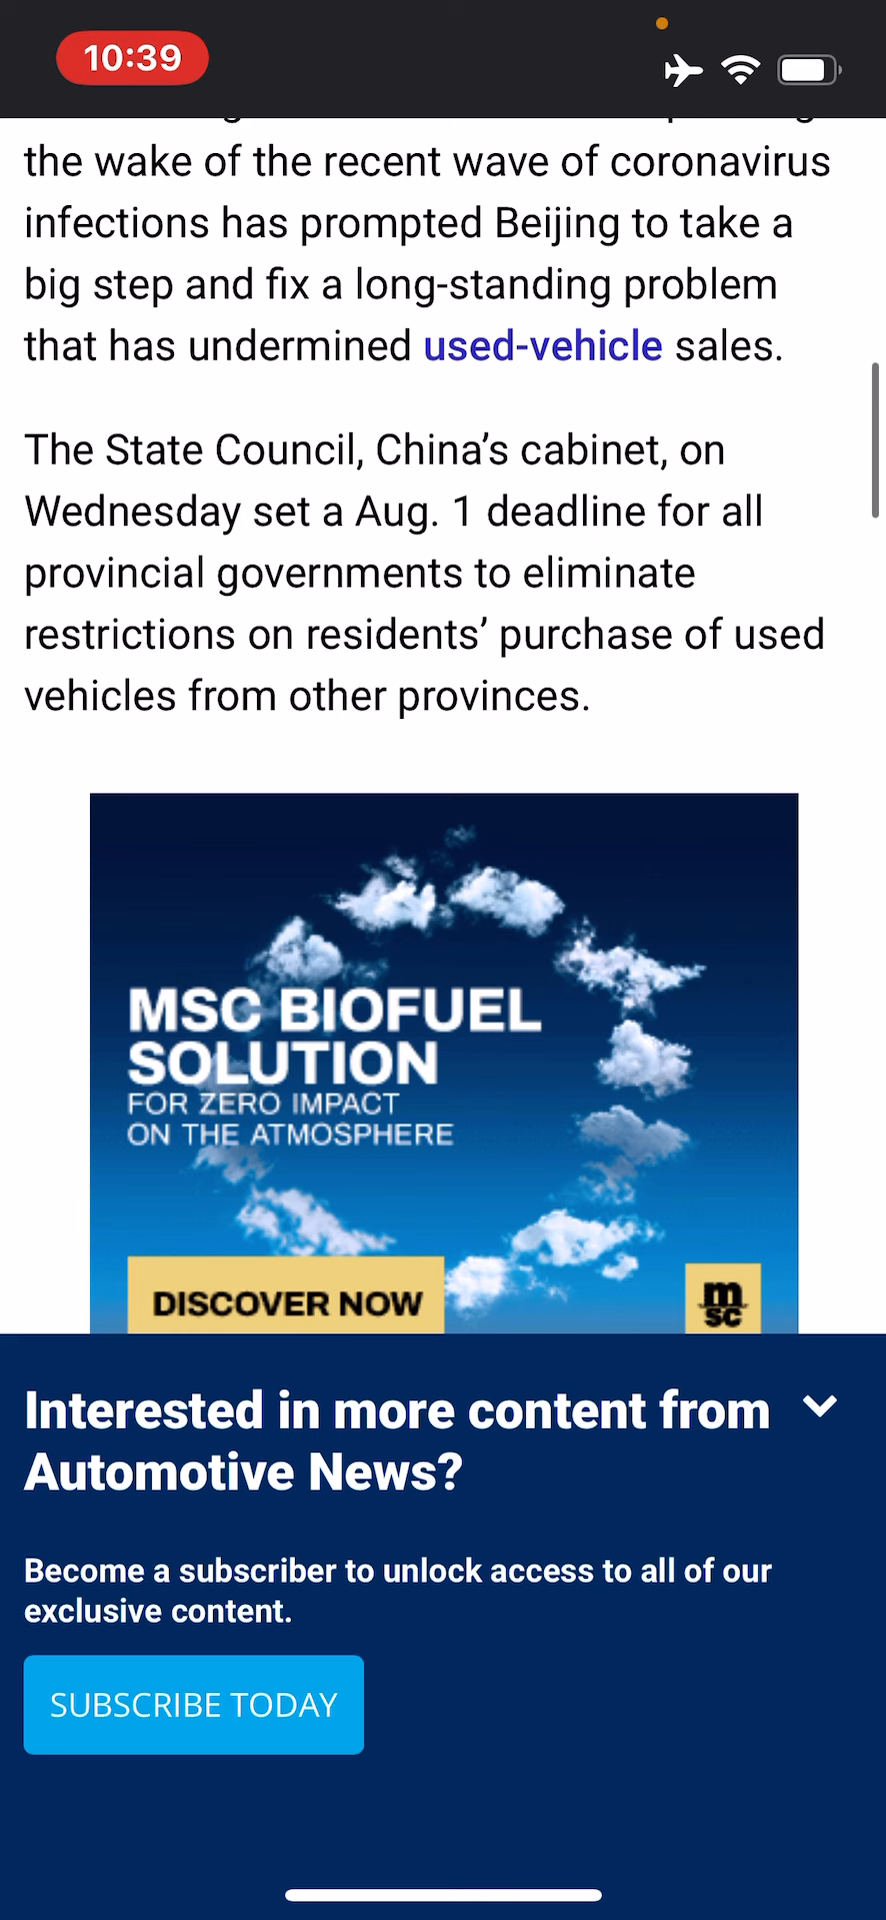 10:39
the wake of the recent wave of coronavirus
infections has prompted Beijing to take a
big step and fix a long-standing problem
that has undermined used-vehicle sales.
The State Council, China’s cabinet, on
Wednesday set a Aug. 1 deadline for all
provincial governments to eliminate
restrictions on residents’ purchase of used
vehicles from other provinces.
MSC BIOFUEL
SOLUTION
FOR ZERO IMPACT
ON THE ATMOSPHERE
DISCOVER NOW
m
sc
Interested in more content from
Automotive News?
Become a subscriber to unlock access to all of our
exclusive content.
SUBSCRIBE TODAY